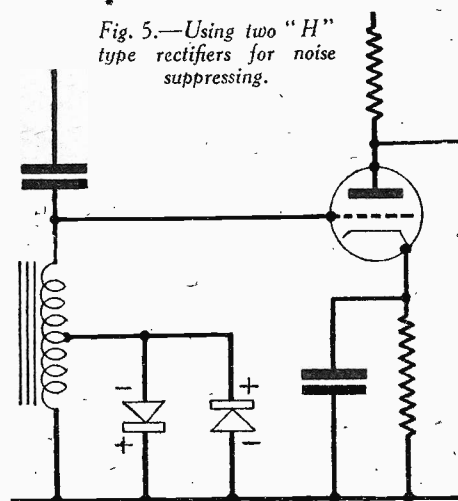 Fig. 5.—Using two "H"
type rectifiers for noise
suppressing.
- +
+ -